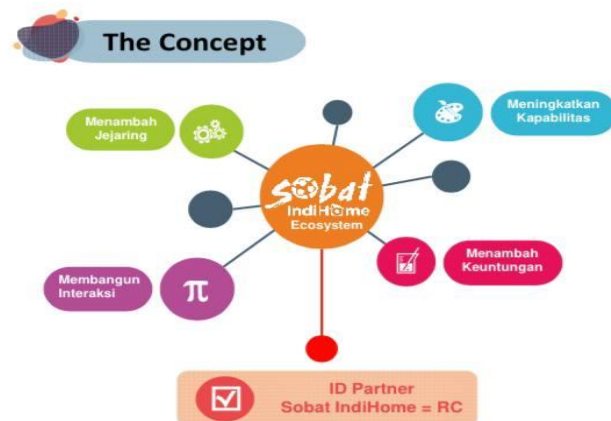 The Concept
Menambah
Jejaring
Meningkatkan
Kapabilitas
Sobat
IndiHome
Ecosystem
Membangun
Interaksi
π
Menambah
Keuntungan
ID Partner
Sobat IndiHome = RC